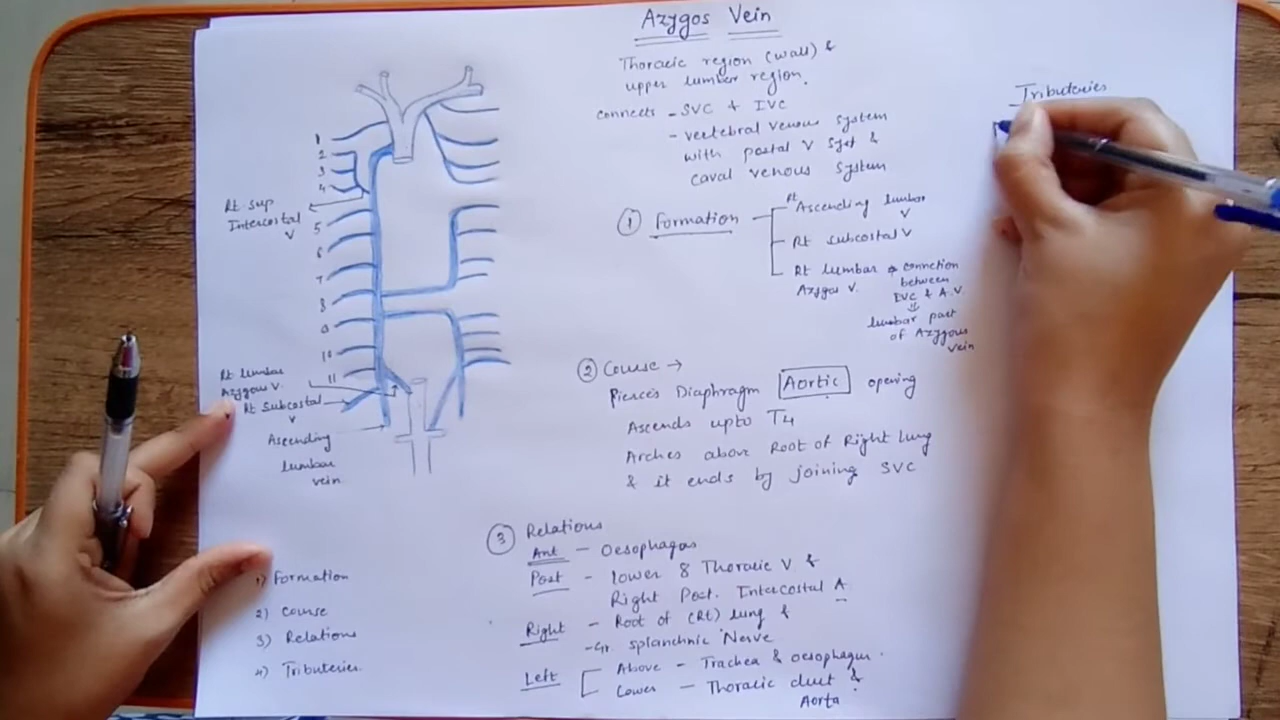 Azygos Vein
Thoracic region (wall) &
upper lumbar region.
connects - SVC & IVC
- vertebral venous system
with portal V Syst &
caval venous System
① Formation
Rt Ascending lumbar
V
Rt subcostal V
Rt lumbar
Azygos V.
→ connction
between
IVC & A.V.
⇓
lumbar part
of Azygous
vein
② Course →
Pierces Diaphragm Aortic opening
Ascends upto T4
Arches above Root of Right lung
& it ends by joining SVC
③ Relations
Ant - Oesophagus
Post - lower 8 Thoracic V &
Right Post. Intercostal A
Right - Root of (Rt) lung &
- Gr. splanchnic Nerve
Left
Above - Trachea & oesophagus.
Lower - Thoracic duct &
Aorta
Tributeries
1
2
3
4
Rt Sup
Intercostal
V
5
6
7
8
9
10
11
Rt lumbar
Azygos V.
Rt Subcostal
V
Ascending
lumbar
vein
1) Formation
2) Course
3) Relations
4) Tributeries.